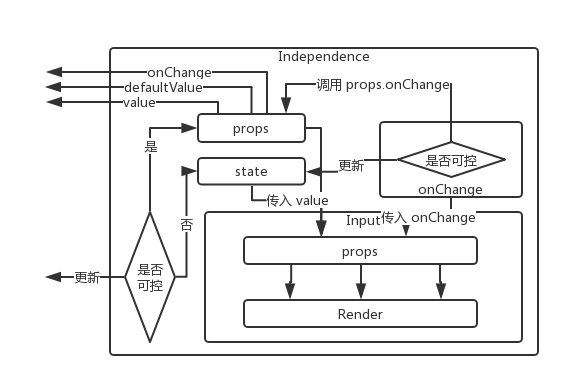 Independence
onChange
defaultValue
value
调用 props.onChange
props
是
state
更新
是否可控
onChange
传入 value
否
Input
传入 onChange
props
更新
是否
可控
Render